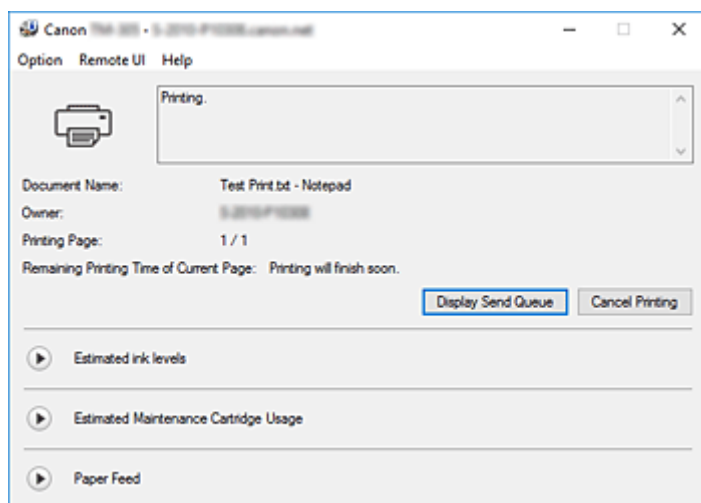 Canon
Option Remote UI Help
Printing.
Document Name: Test Print.txt - Notepad
Owner:
Printing Page: 1 / 1
Remaining Printing Time of Current Page: Printing will finish soon.
Display Send Queue Cancel Printing
Estimated ink levels
Estimated Maintenance Cartridge Usage
Paper Feed